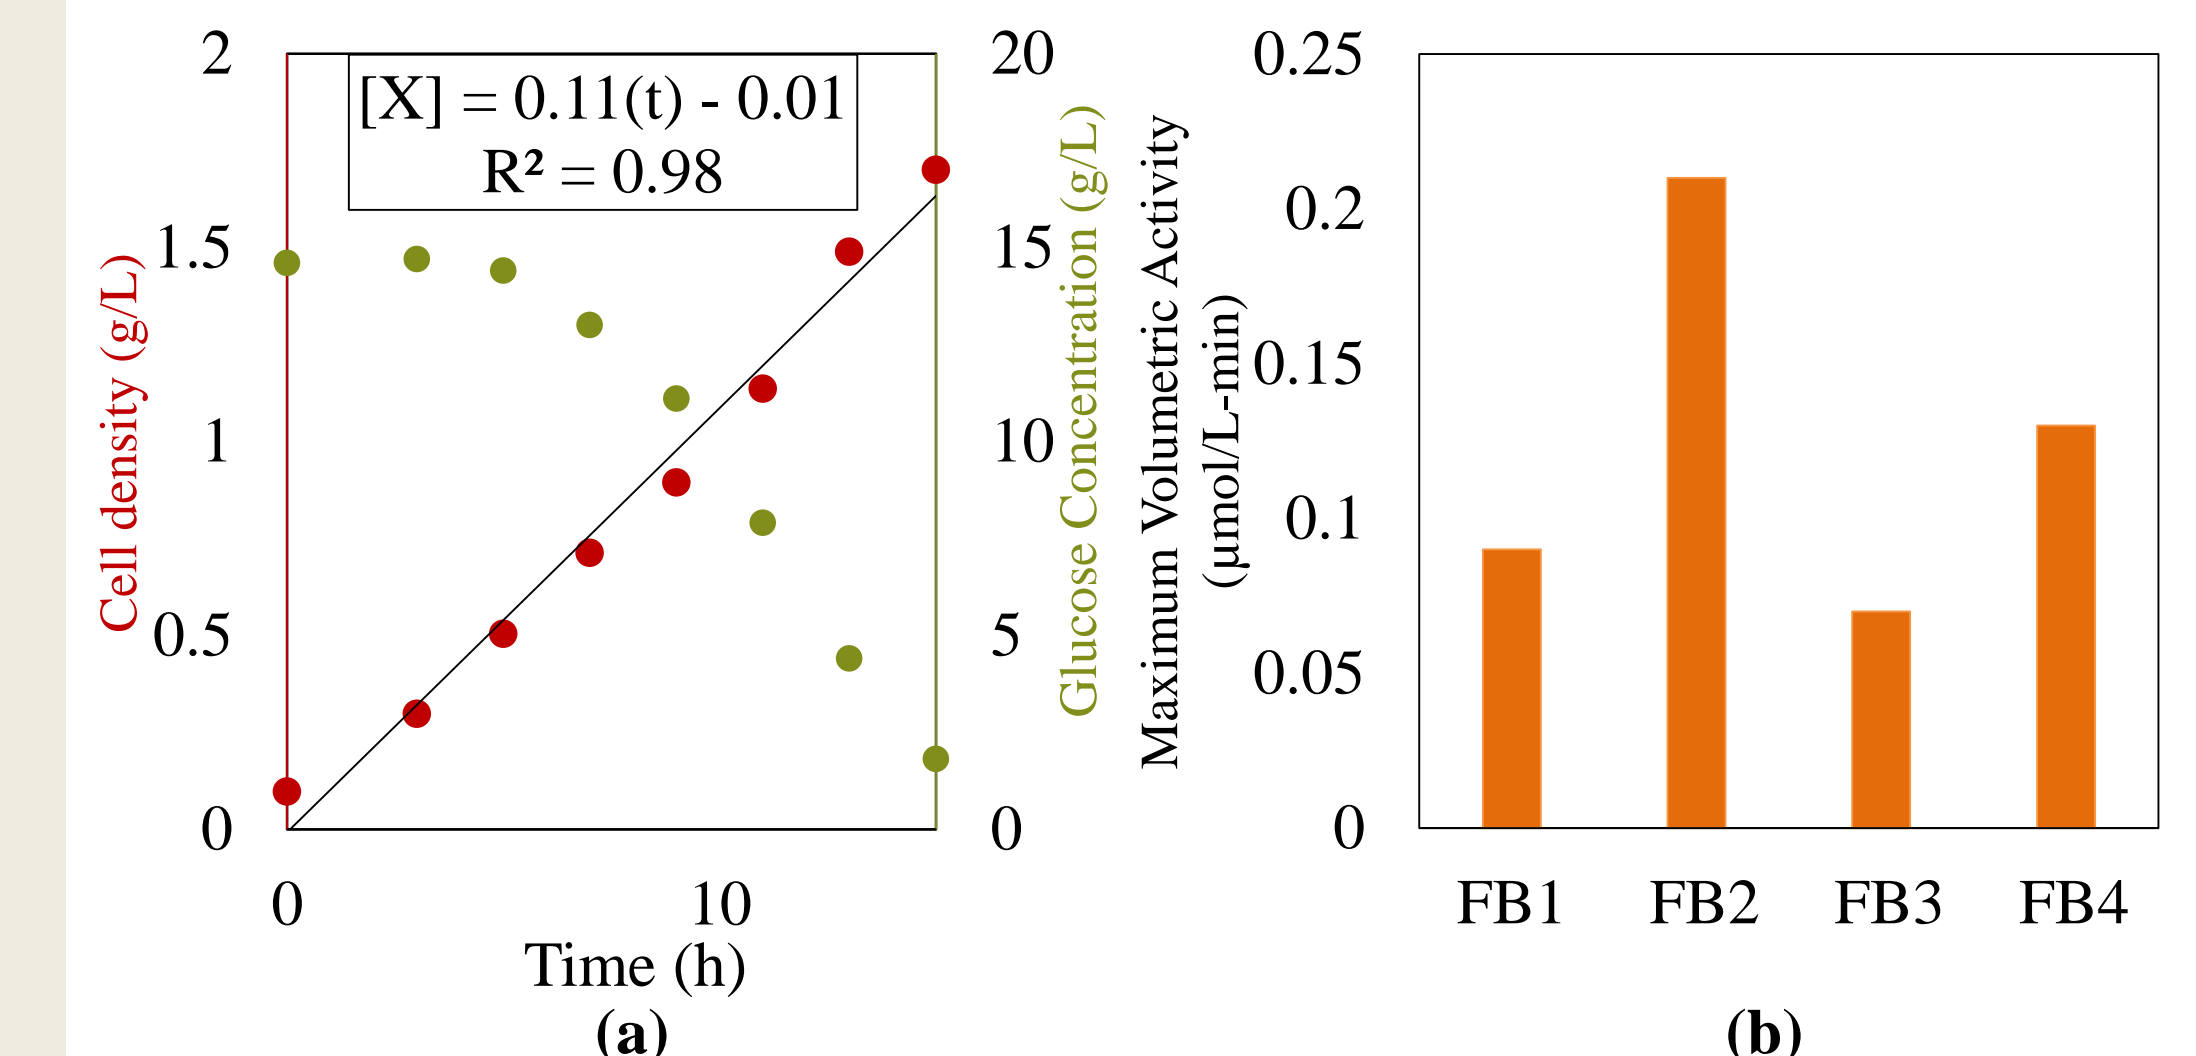 [X] = 0.11(t) - 0.01
R² = 0.98
2
1.5
1
0.5
0
Cell density (g/L)
20
15
10
5
0
Glucose Concentration (g/L)
0
10
Time (h)
(a)
Maximum Volumetric Activity
(μmol/L-min)
0.25
0.2
0.15
0.1
0.05
0
FB1
FB2
FB3
FB4
(b)